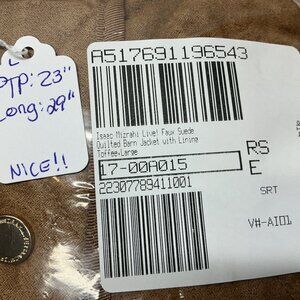 L
PTP: 23"
Long: 29"
NICE!!
A517691196543
Isaac Mizrahi Live! Faux Suede
Quilted Barn Jacket with Lining
Toffee,Large
17-00A015
22307789411001
RS
E
SRT
VH-AI01